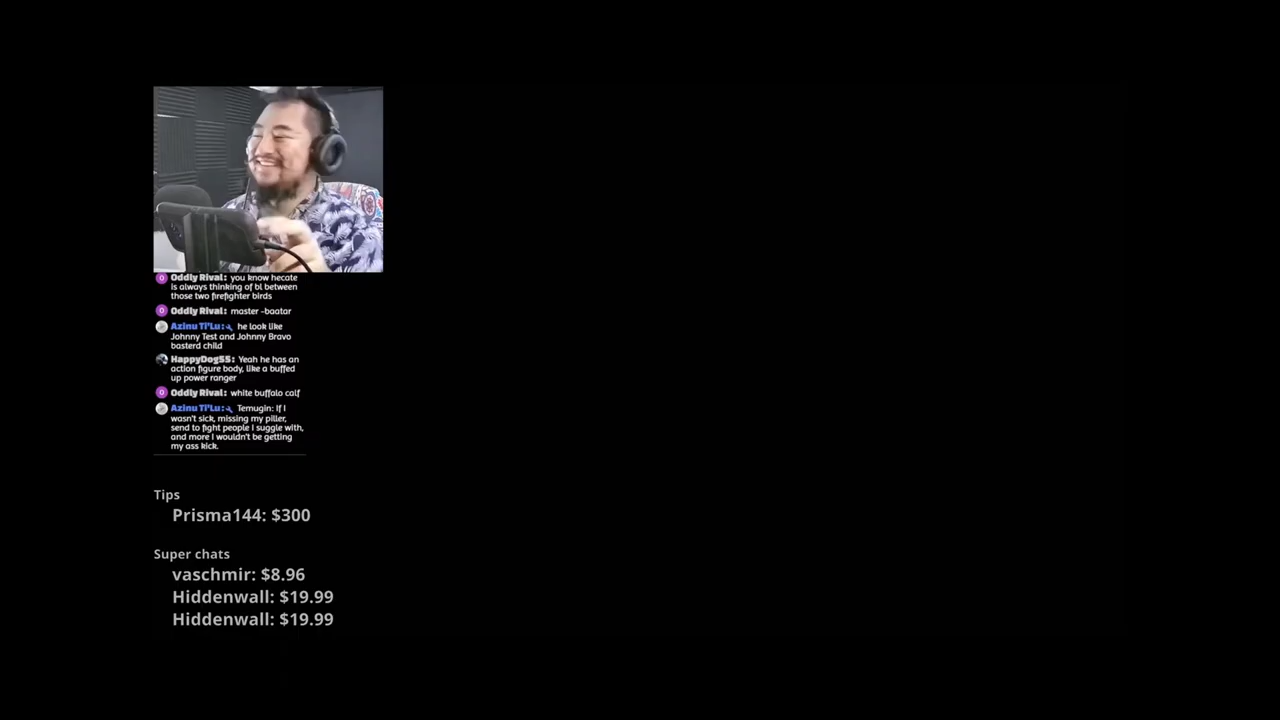 O Oddly Rival: you know hecate
is always thinking of bl between
those two firefighter birds
O Oddly Rival: master -baatar
Azinu Ti'Lu: he look like
Johnny Test and Johnny Bravo
basterd child
HappyDog55: Yeah he has an
action figure body, like a buffed
up power ranger
O Oddly Rival: white buffalo calf
Azinu Ti'Lu: Temugin: if I
wasn't sick, missing my piller,
send to fight people I suggle with,
and more I wouldn't be getting
my ass kick.
Tips
Prisma144: $300
Super chats
vaschmir: $8.96
Hiddenwall: $19.99
Hiddenwall: $19.99